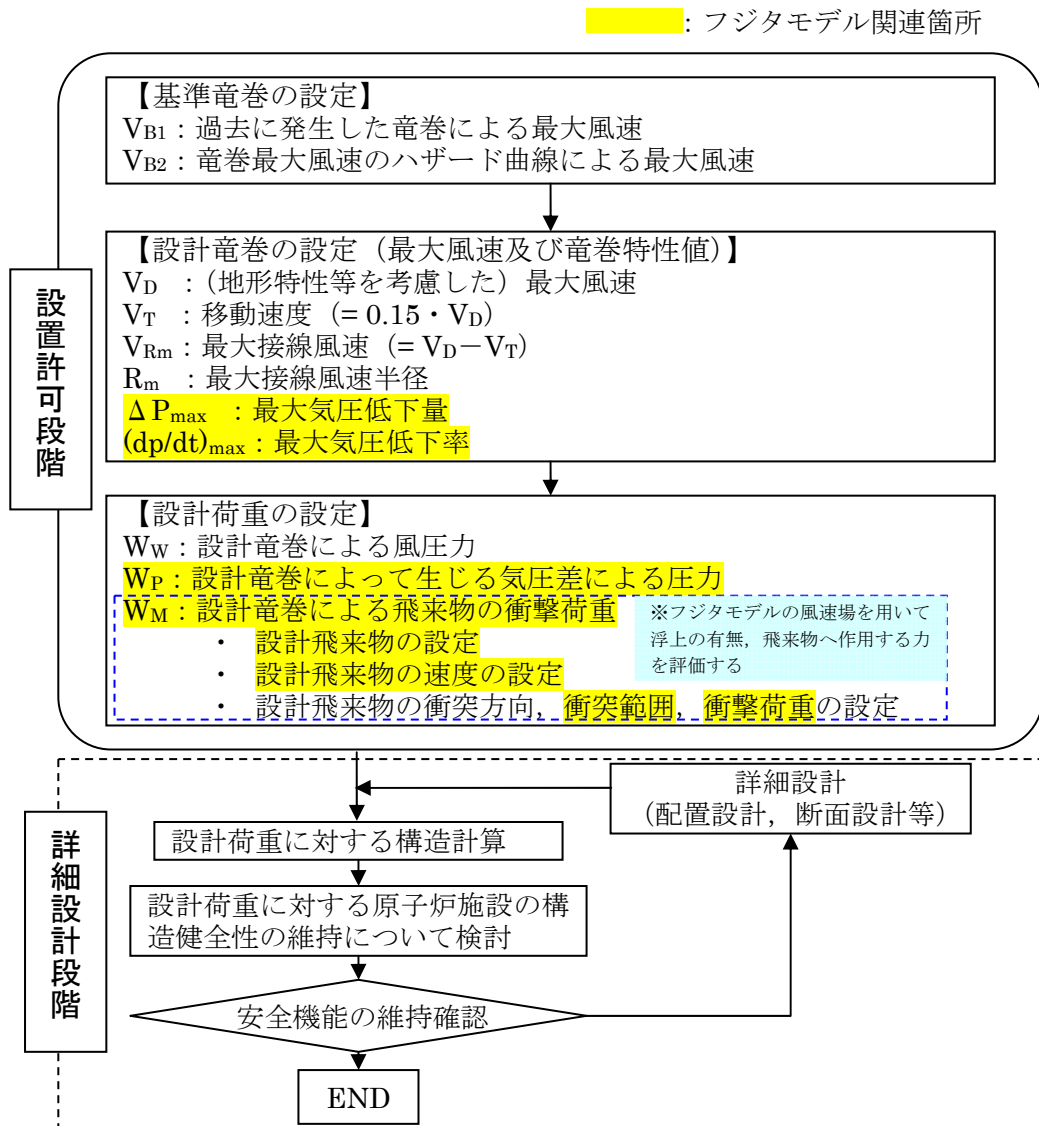 ：フジタモデル関連箇所
【基準竜巻の設定】
VB1：過去に発生した竜巻による最大風速
VB2：竜巻最大風速のハザード曲線による最大風速
【設計竜巻の設定（最大風速及び竜巻特性値）】
VD ：（地形特性等を考慮した）最大風速
VT ：移動速度（= 0.15・VD）
VRm：最大接線風速（= VD－VT）
Rm ：最大接線風速半径
ΔPmax ：最大気圧低下量
(dp/dt)max：最大気圧低下率
設置許可段階
【設計荷重の設定】
WW：設計竜巻による風圧力
WP：設計竜巻によって生じる気圧差による圧力
WM：設計竜巻による飛来物の衝撃荷重
・ 設計飛来物の設定
・ 設計飛来物の速度の設定
・ 設計飛来物の衝突方向，衝突範囲，衝撃荷重の設定
※フジタモデルの風速場を用いて
浮上の有無，飛来物へ作用する力
を評価する
詳細設計段階
詳細設計
（配置設計，断面設計等）
設計荷重に対する構造計算
設計荷重に対する原子炉施設の構
造健全性の維持について検討
安全機能の維持確認
END